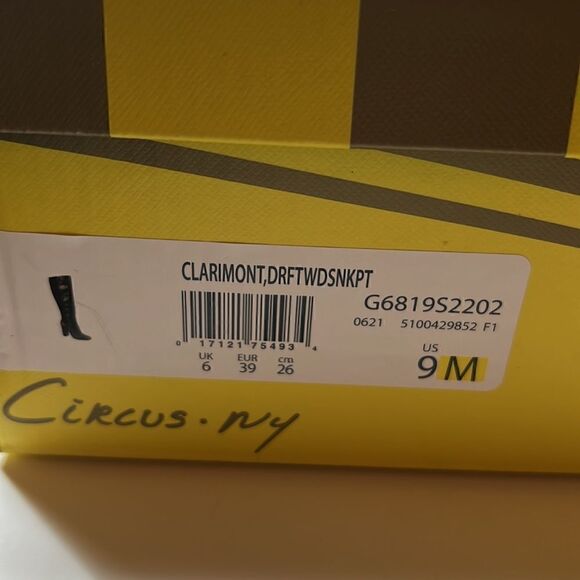 CLARIMONT,DRFTWDSNKPT
G6819S2202
0621 5100429852 F1
0 17121 75493 4
UK EUR cm
6 39 26
US
9 M
CIRCUS · NY